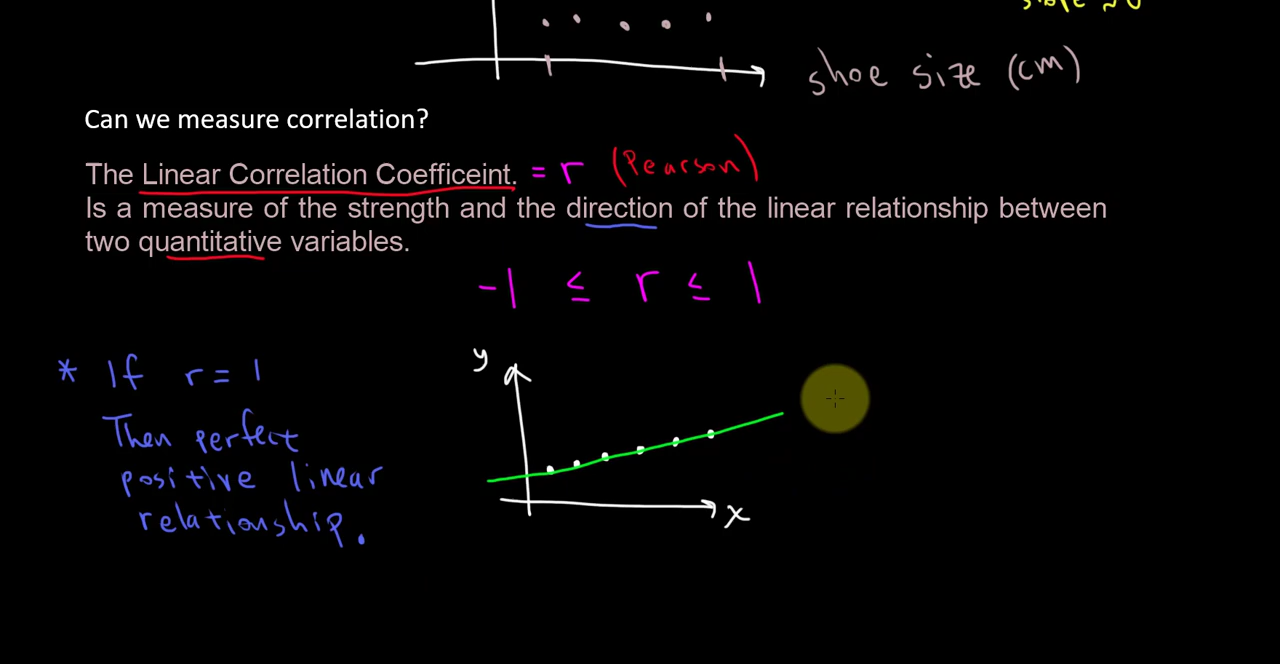 shoe size (cm)
Can we measure correlation?
The Linear Correlation Coefficeint. = r (Pearson)
Is a measure of the strength and the direction of the linear relationship between
two quantitative variables.
-1 ≤ r ≤ 1
y
* If r = 1
Then perfect
positive linear
relationship.
x